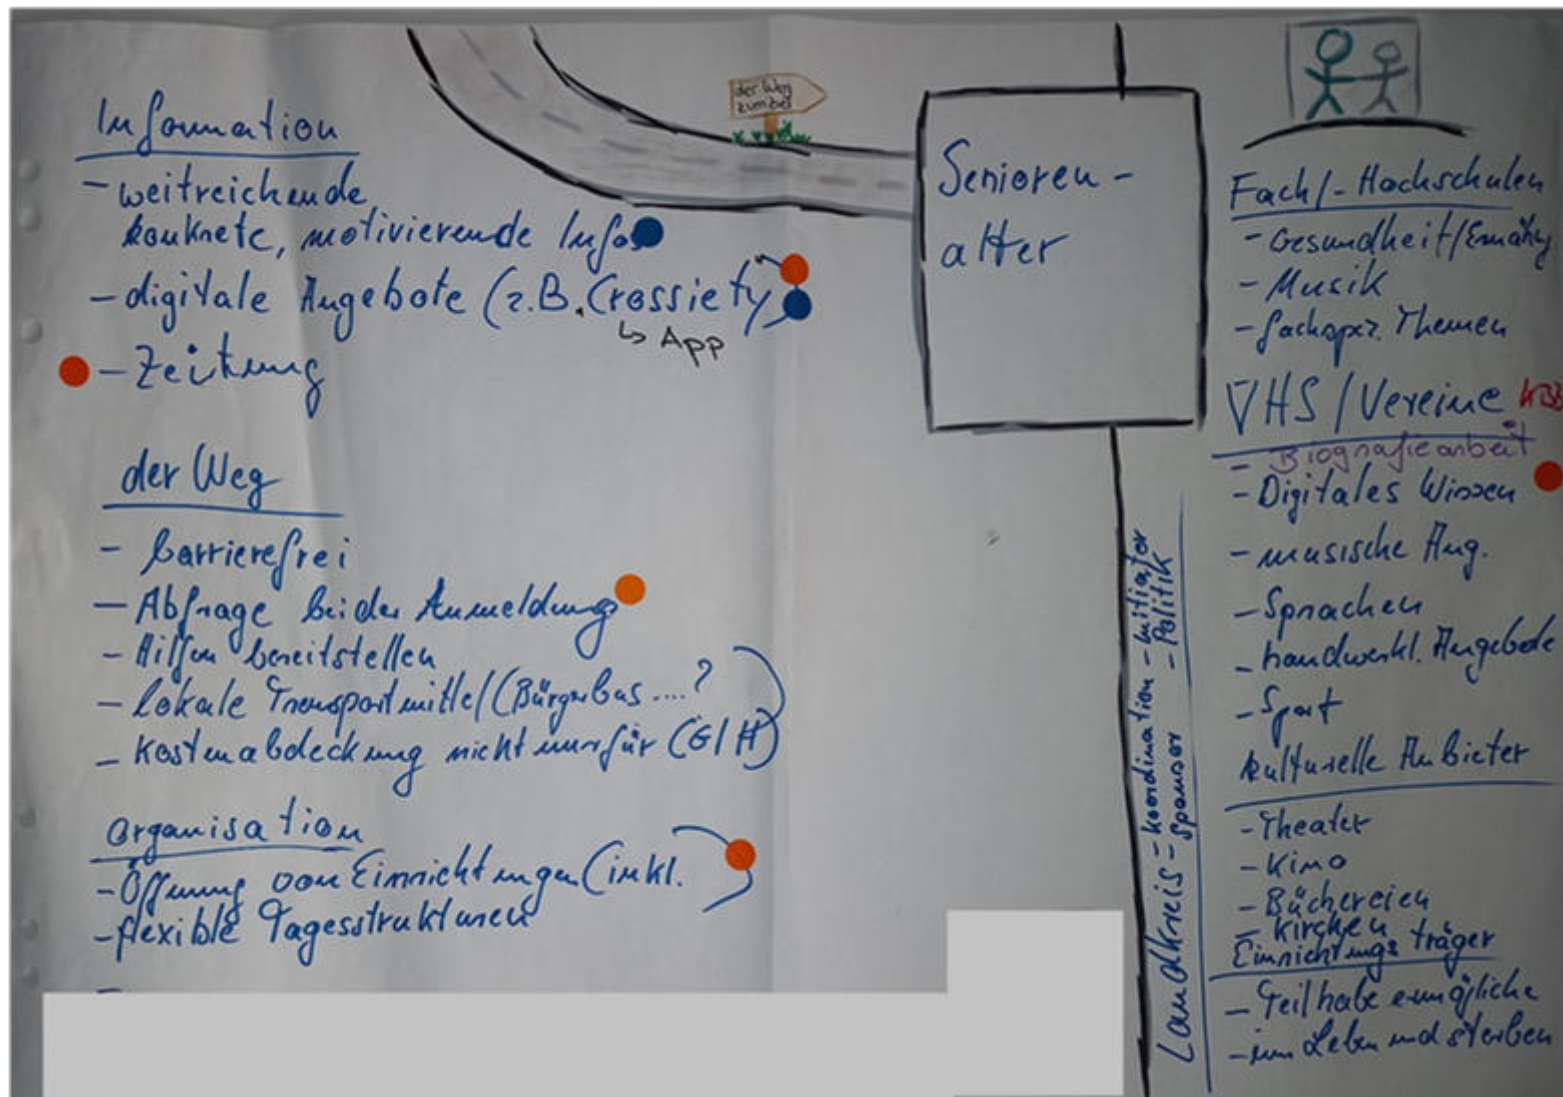 Information
- weitreichende
konkrete, motivierende Infos
- digitale Angebote (z.B. Crossiety)
↳ App
- Zeitung
der Weg
- barrierefrei
- Abfrage bei der Anmeldung
- Hilfen bereitstellen
- lokale Transportmittel (Bürgerbus ....?
- Kostenabdeckung nicht nur für (G/H)
Organisation
- Öffnung von Einrichtungen (inkl.
- flexible Tagesstrukturen
der Weg
zum Ziel
Senioren-
alter
Landkreis - Koordination - Initiator
- Sponsor - Politik
Fach/-Hochschulen
- Gesundheit/Ernährg
- Musik
- fachspez. Themen
VHS / Vereine
- Biografiearbeit
- Digitales Wissen
- musische Ang.
- Sprachen
- handwerkl. Angebote
- Sport
kulturelle Anbieter
- Theater
- Kino
- Büchereien
- Kirchen
Einrichtungsträger
- Teilhabe ermögliche
- im Leben und sterben